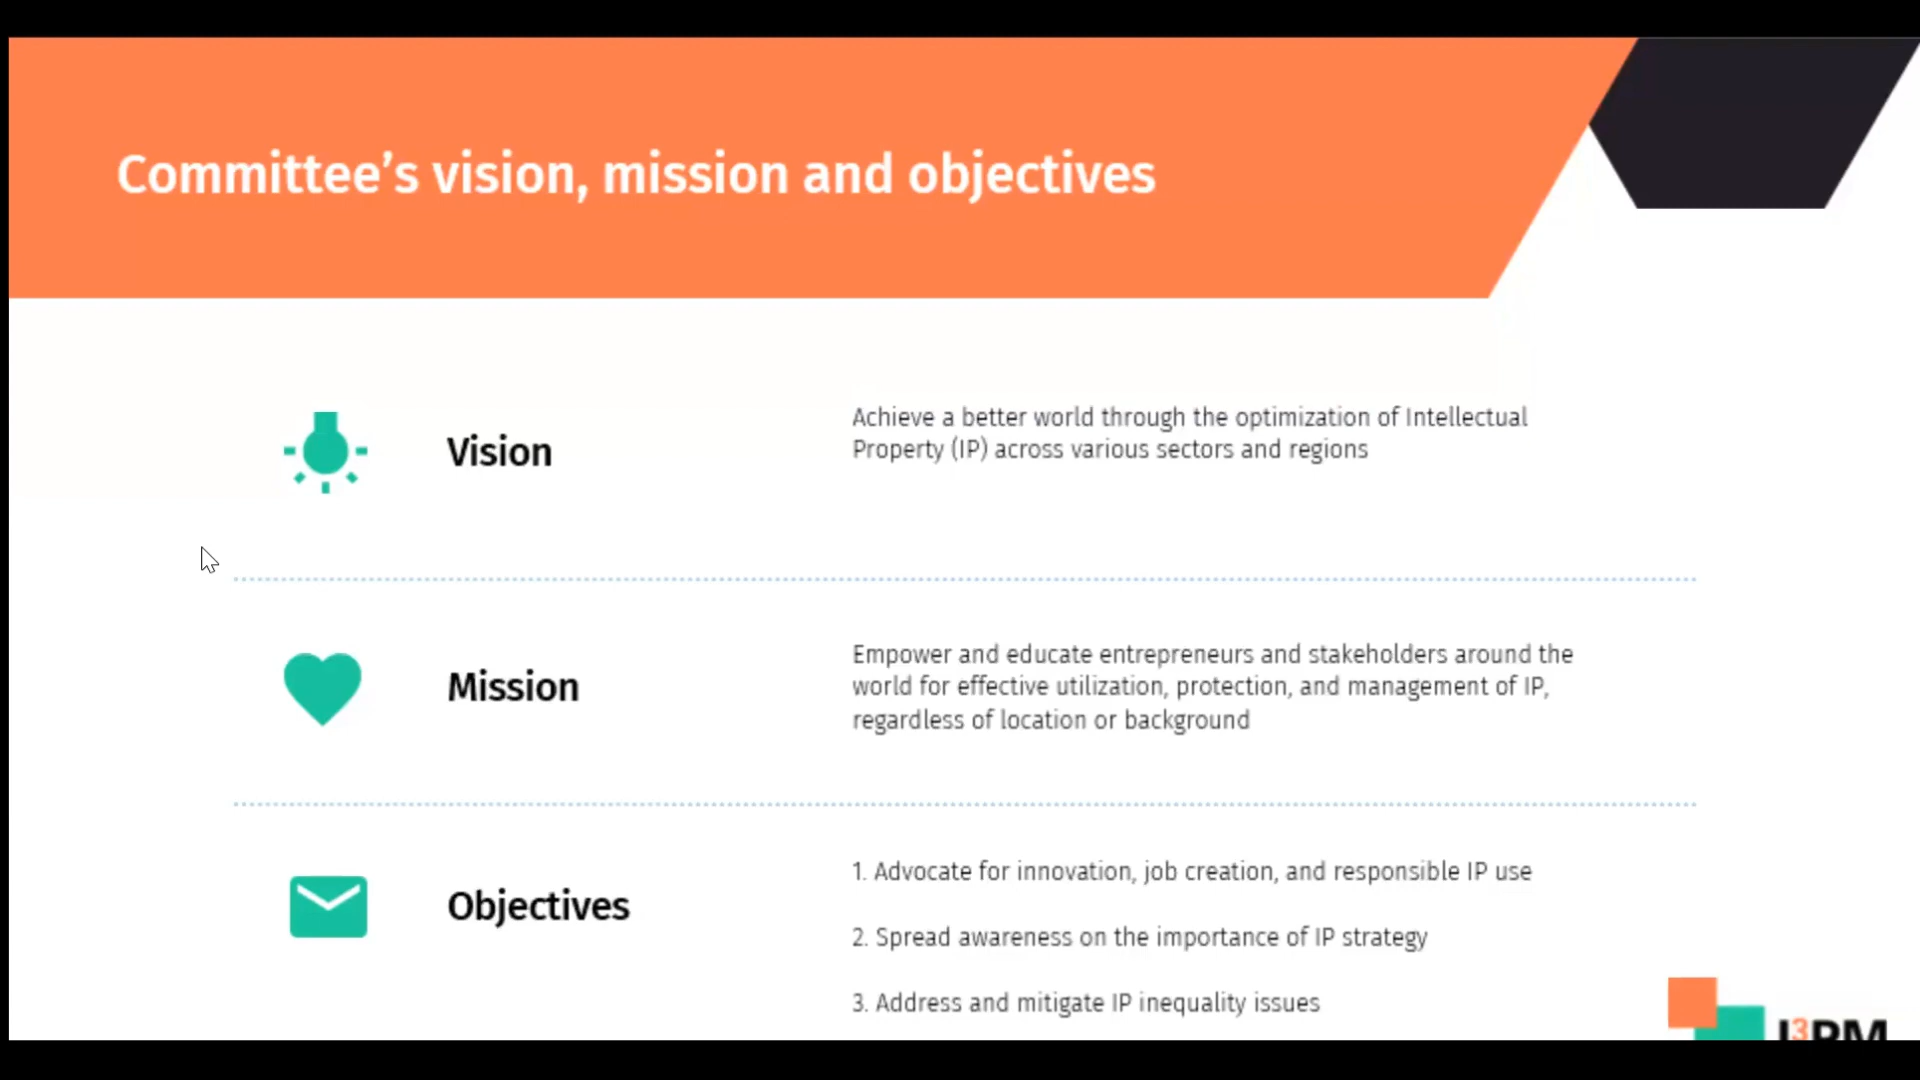 Committee’s vision, mission and objectives
Vision
Achieve a better world through the optimization of Intellectual
Property (IP) across various sectors and regions
Mission
Empower and educate entrepreneurs and stakeholders around the
world for effective utilization, protection, and management of IP,
regardless of location or background
Objectives
1. Advocate for innovation, job creation, and responsible IP use
2. Spread awareness on the importance of IP strategy
3. Address and mitigate IP inequality issues
I3PM